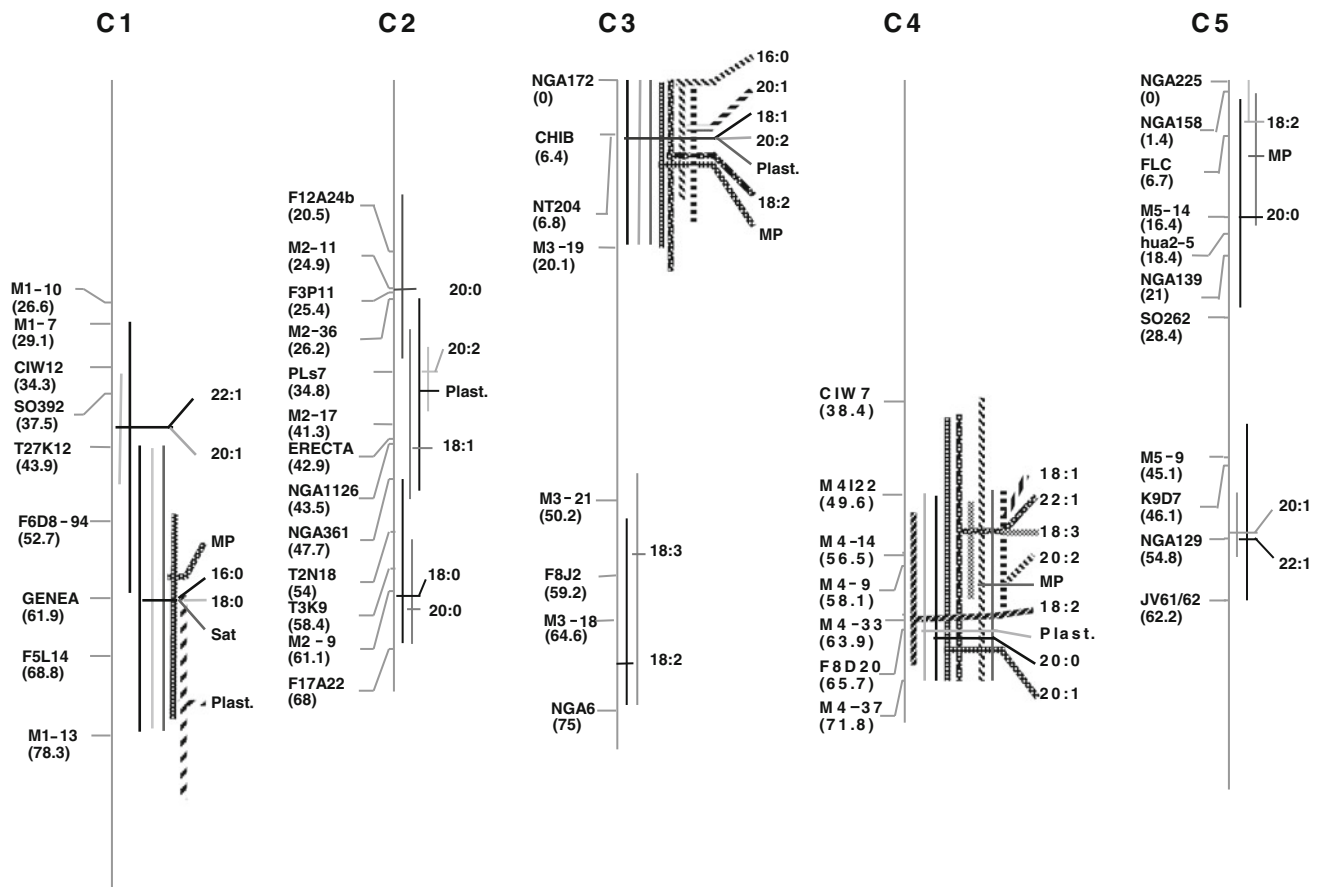 C1
M1-10
(26.6)
M1-7
(29.1)
CIW12
(34.3)
SO392
(37.5)
T27K12
(43.9)
F6D8-94
(52.7)
GENEA
(61.9)
F5L14
(68.8)
M1-13
(78.3)
22:1
20:1
MP
16:0
18:0
Sat
Plast.
C2
F12A24b
(20.5)
M2-11
(24.9)
F3P11
(25.4)
M2-36
(26.2)
PLs7
(34.8)
M2-17
(41.3)
ERECTA
(42.9)
NGA1126
(43.5)
NGA361
(47.7)
T2N18
(54)
T3K9
(58.4)
M2-9
(61.1)
F17A22
(68)
20:0
20:2
Plast.
18:1
18:0
20:0
C3
NGA172
(0)
CHIB
(6.4)
NT204
(6.8)
M3-19
(20.1)
M3-21
(50.2)
F8J2
(59.2)
M3-18
(64.6)
NGA6
(75)
16:0
20:1
18:1
20:2
Plast.
18:2
MP
18:3
18:2
C4
CIW7
(38.4)
M4I22
(49.6)
M4-14
(56.5)
M4-9
(58.1)
M4-33
(63.9)
F8D20
(65.7)
M4-37
(71.8)
18:1
22:1
18:3
20:2
MP
18:2
Plast.
20:0
20:1
C5
NGA225
(0)
NGA158
(1.4)
FLC
(6.7)
M5-14
(16.4)
hua2-5
(18.4)
NGA139
(21)
SO262
(28.4)
M5-9
(45.1)
K9D7
(46.1)
NGA129
(54.8)
JV61/62
(62.2)
18:2
MP
20:0
20:1
22:1